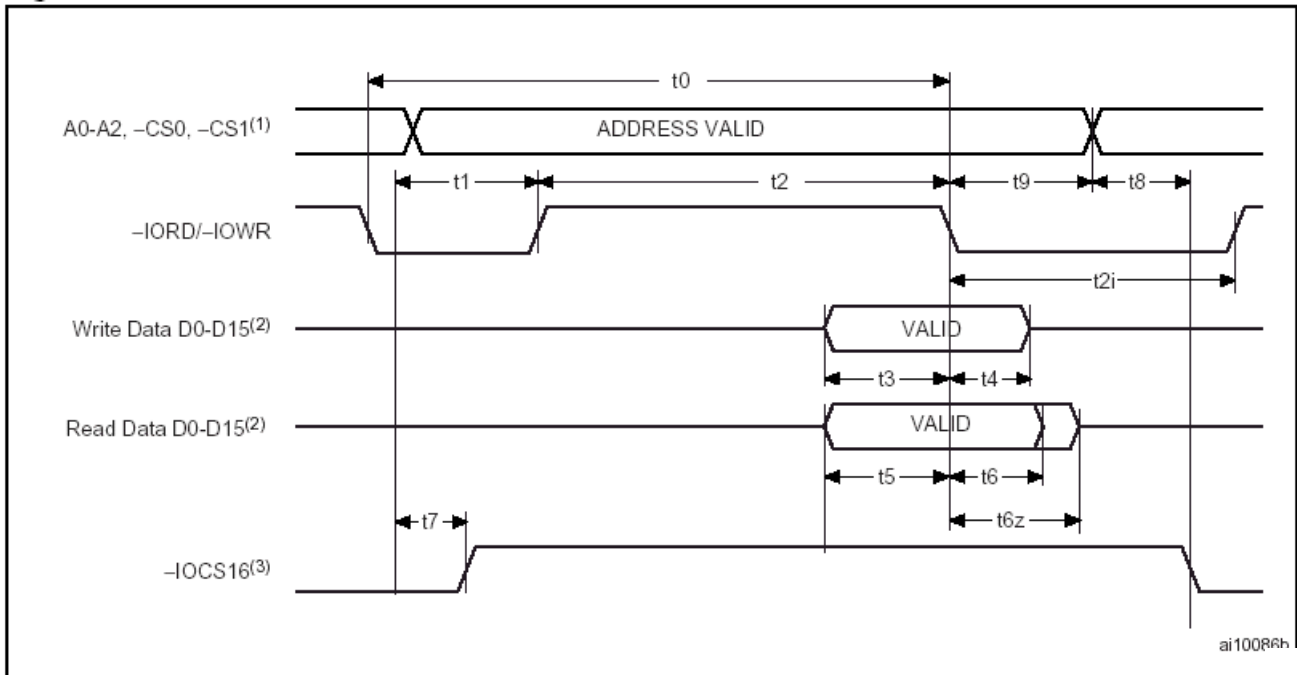 t0
A0-A2, –CS0, –CS1(1)
ADDRESS VALID
t1
t2
t9
t8
–IORD/–IOWR
t2i
Write Data D0-D15(2)
VALID
t3
t4
Read Data D0-D15(2)
VALID
t5
t6
t7
t6z
–IOCS16(3)
ai10086b